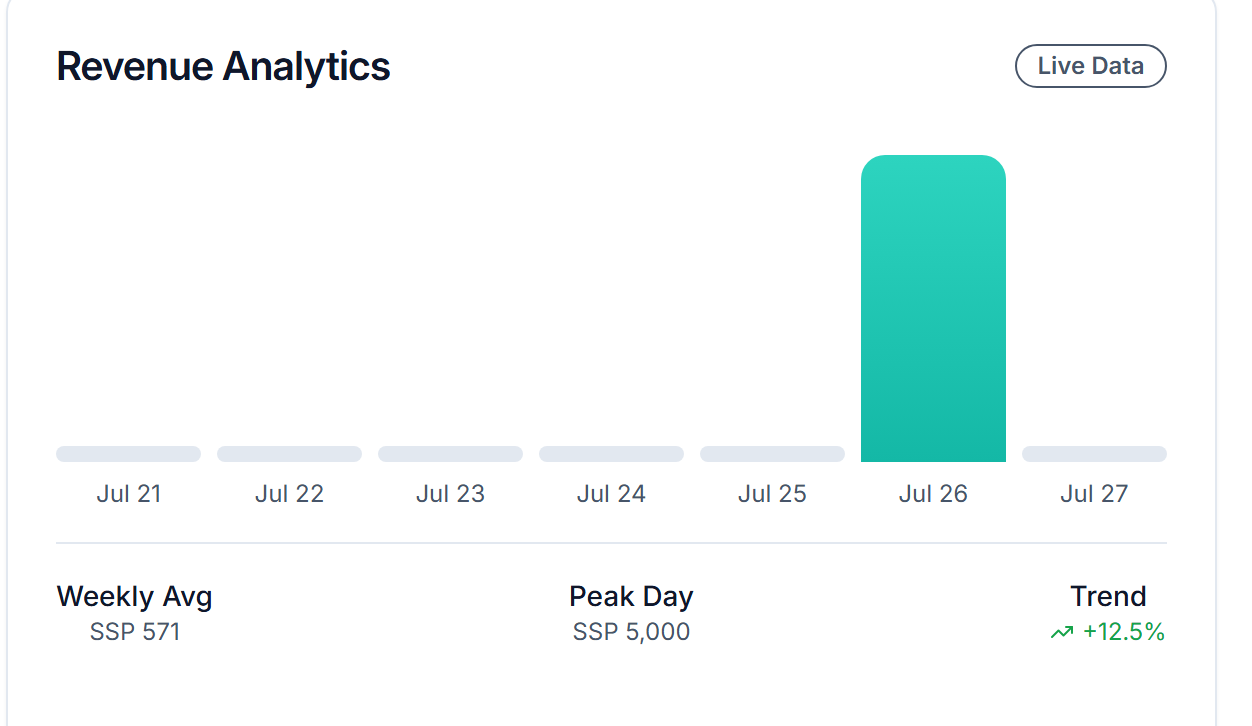 Revenue Analytics
Live Data
Jul 21
Jul 22
Jul 23
Jul 24
Jul 25
Jul 26
Jul 27
Weekly Avg
SSP 571
Peak Day
SSP 5,000
Trend
+12.5%